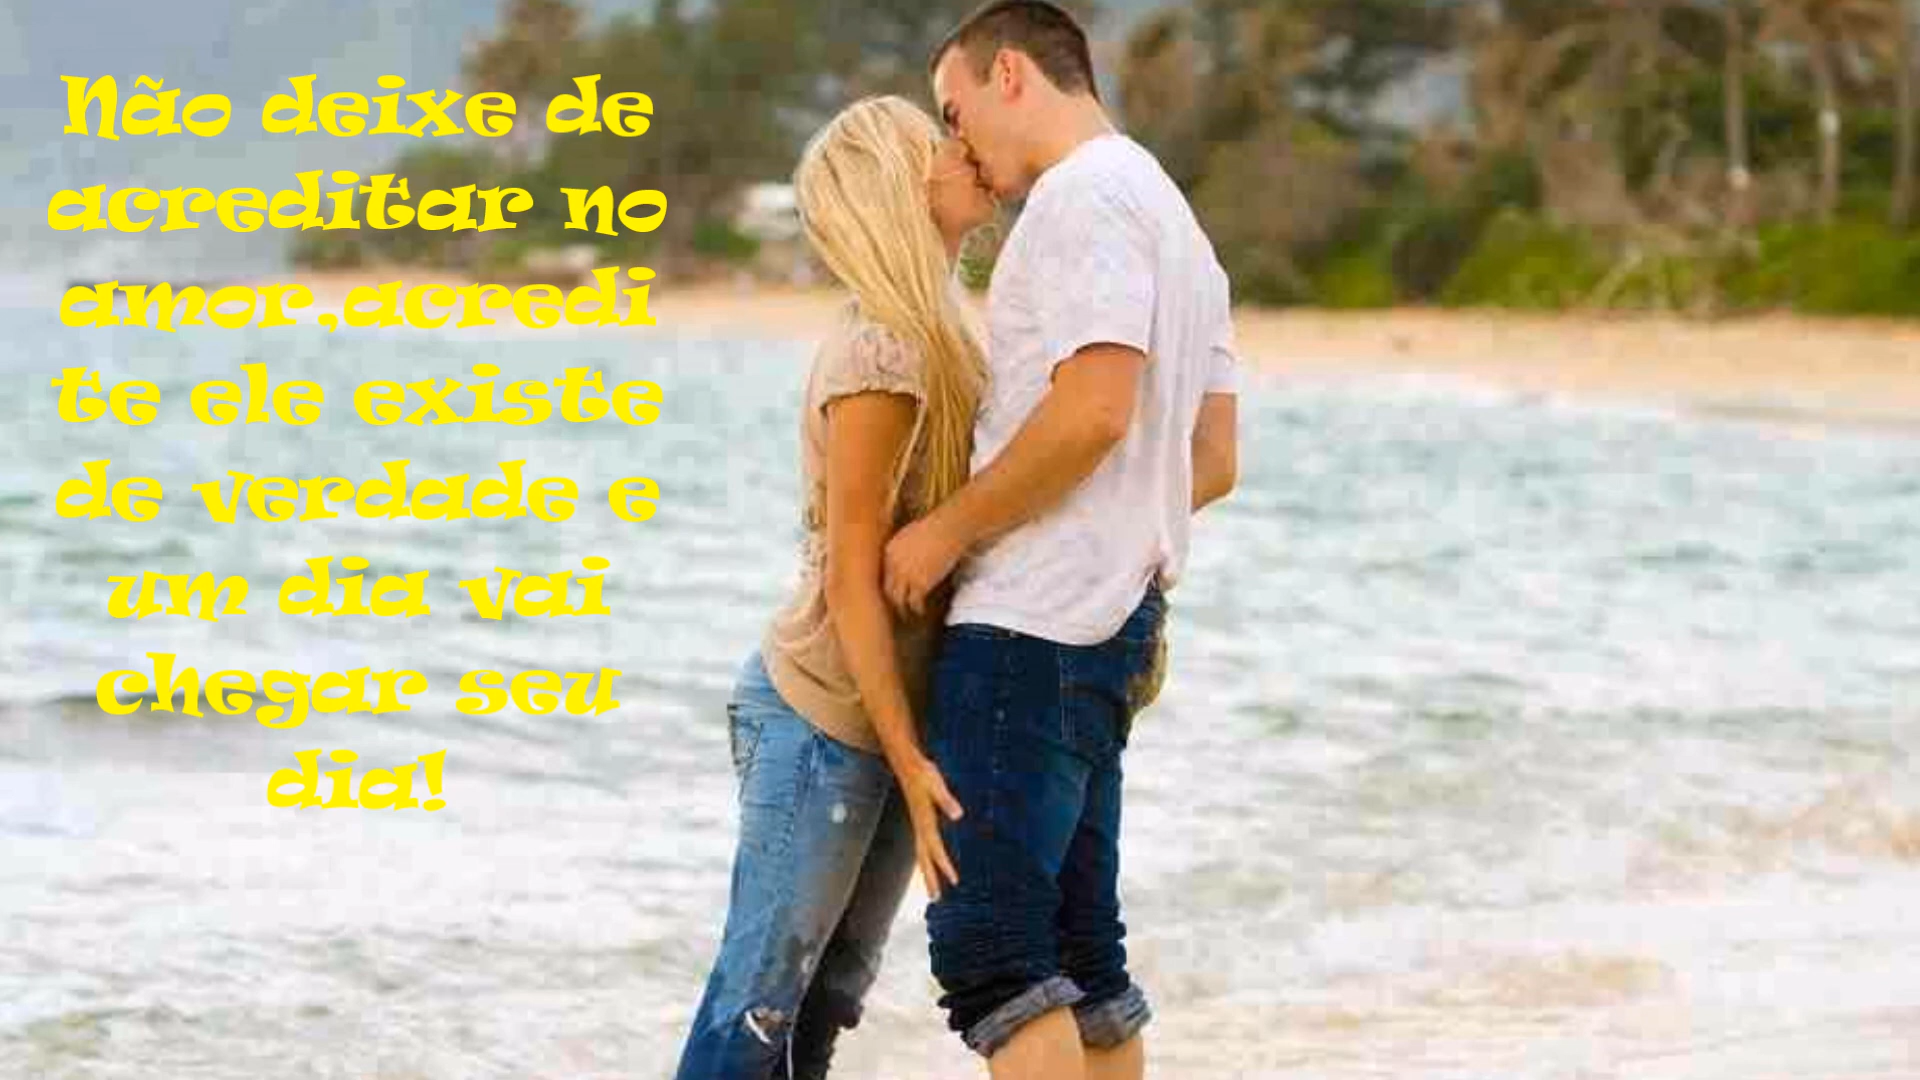 Não deixe de
acreditar no
amor,acredi
te ele existe
de verdade e
um dia vai
chegar seu
dia!